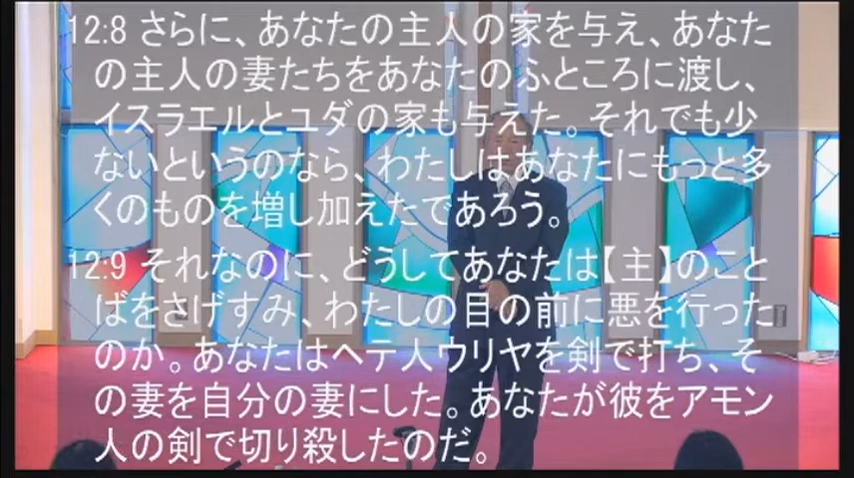 12:8 さらに、あなたの主人の家を与え、あなた
の主人の妻たちをあなたのふところに渡し、
イスラエルとユダの家も与えた。それでも少
ないというのなら、わたしはあなたにもっと多
くのものを増し加えたであろう。
12:9 それなのに、どうしてあなたは【主】のこと
ばをさげすみ、わたしの目の前に悪を行った
のか。あなたはヘテ人ウリヤを剣で打ち、そ
の妻を自分の妻にした。あなたが彼をアモン
人の剣で切り殺したのだ。